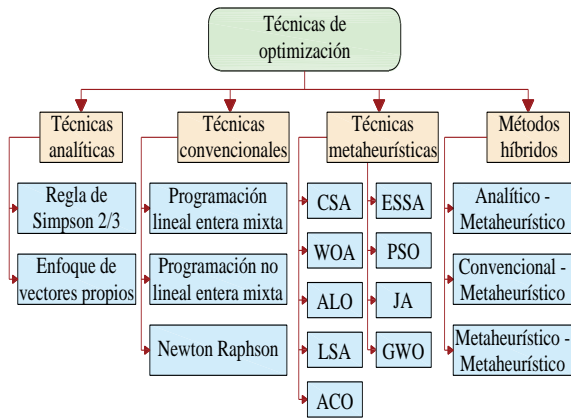 Técnicas de
optimización
Técnicas
analíticas
Técnicas
convencionales
Técnicas
metaheurísticas
Métodos
híbridos
Regla de
Simpson 2/3
Enfoque de
vectores propios
Programación
lineal entera mixta
Programación no
lineal entera mixta
Newton Raphson
CSA
WOA
ALO
LSA
ACO
ESSA
PSO
JA
GWO
Analítico -
Metaheurístico
Convencional -
Metaheurístico
Metaheurístico -
Metaheurístico